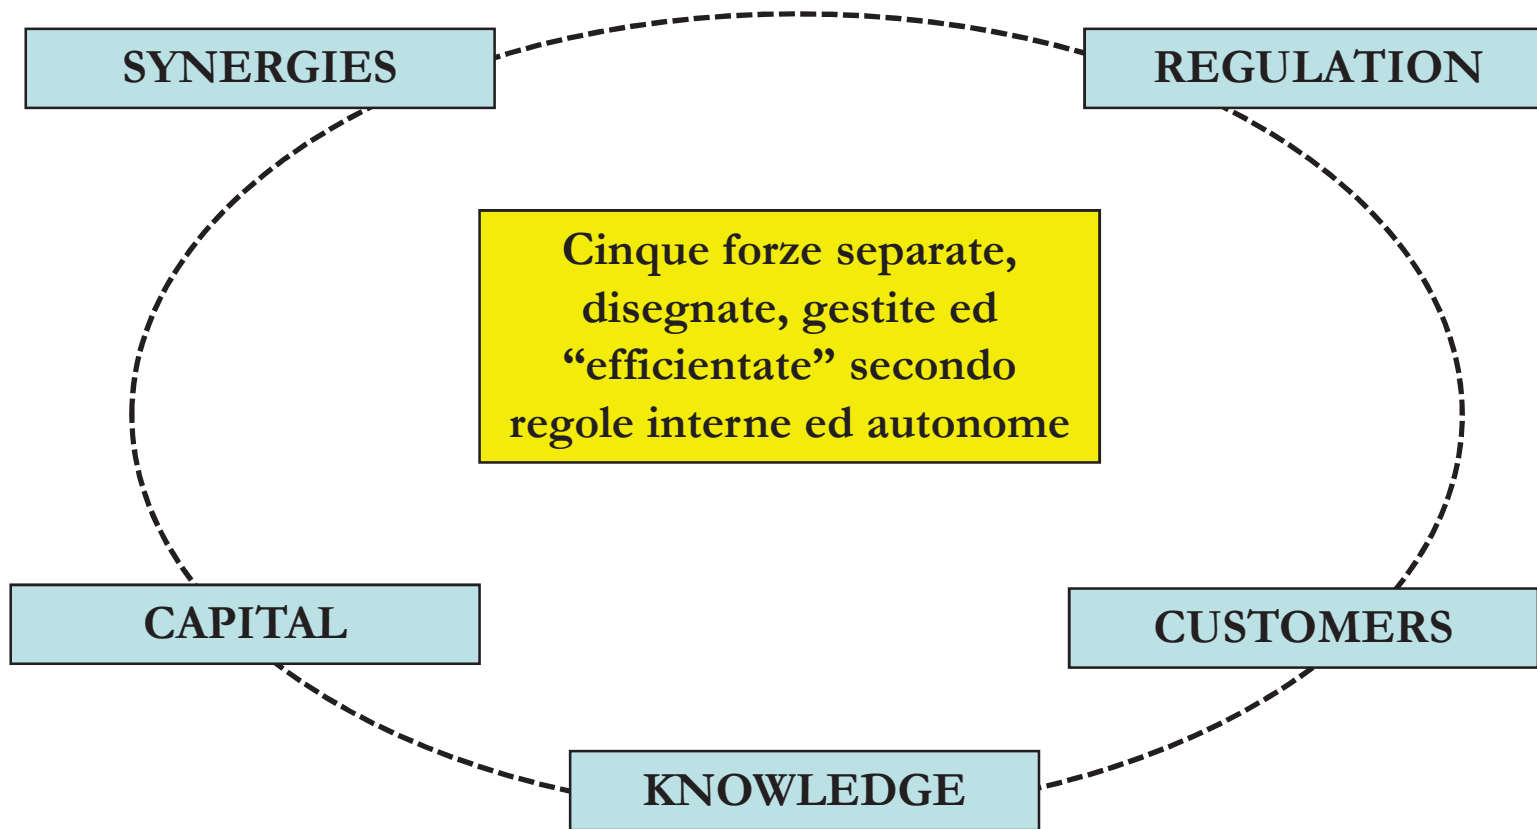 SYNERGIES
REGULATION
Cinque forze separate,
disegnate, gestite ed
“efficientate” secondo
regole interne ed autonome
CAPITAL
CUSTOMERS
KNOWLEDGE